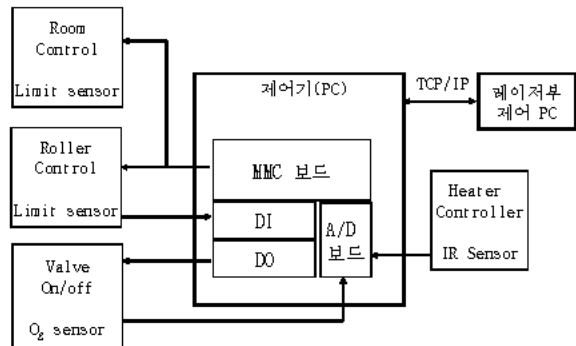 Room
Control
Limit sensor
Roller
Control
Limit sensor
Valve
On/off
O₂ sensor
제어기(PC)
MMC 보드
DI
DO
A/D
보드
TCP/IP
레이저부
제어 PC
Heater
Controller
IR Sensor